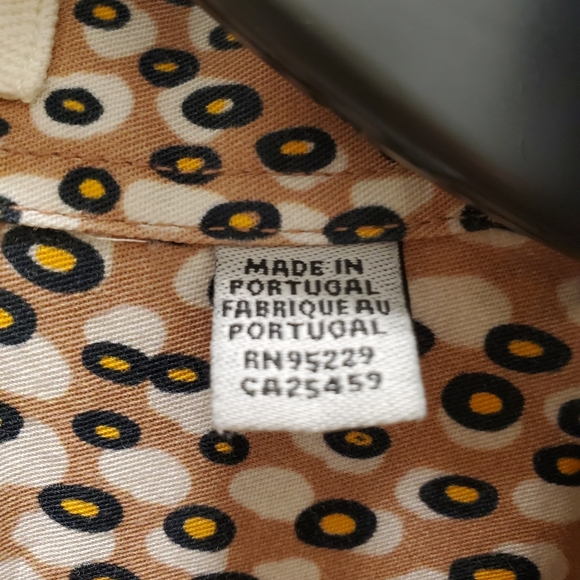 MADE IN
PORTUGAL
FABRIQUE AU
PORTUGAL
RN95229
CA25459